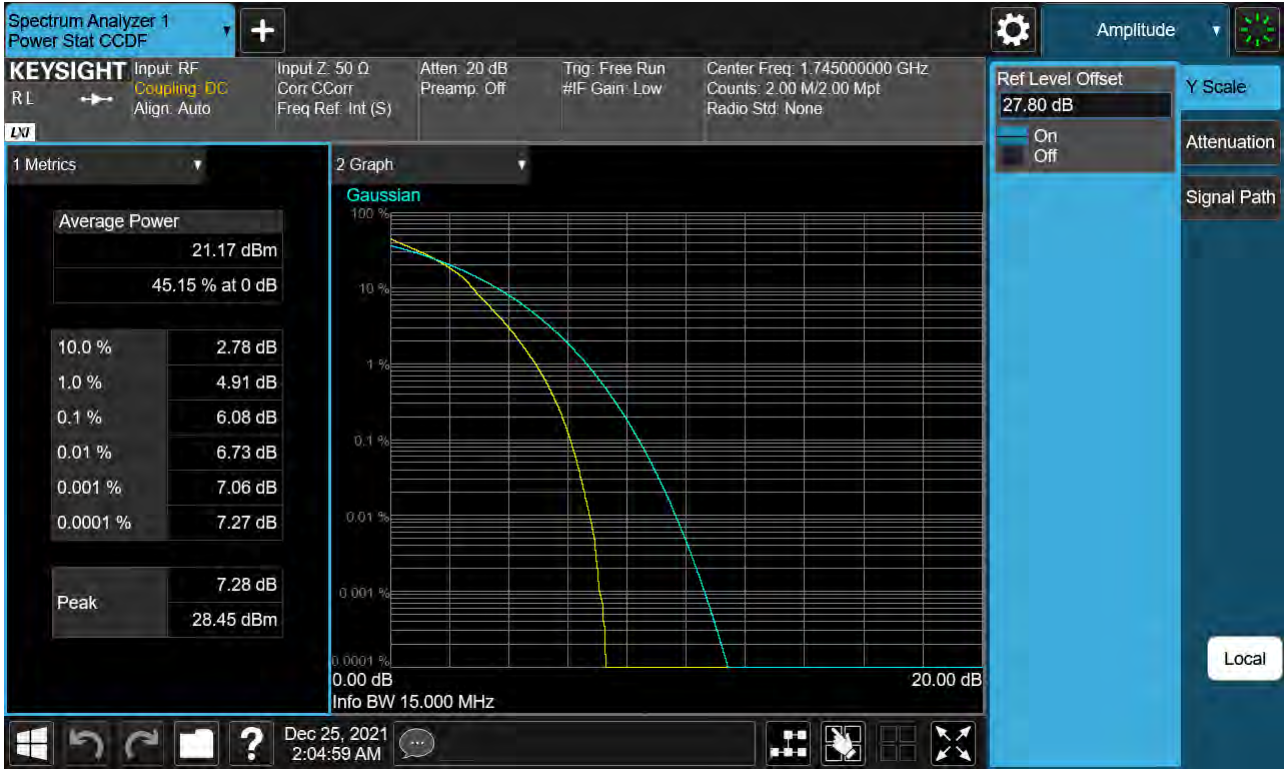 Spectrum Analyzer 1
Power Stat CCDF
+
Amplitude
KEYSIGHT
RL
LXI
Input: RF
Coupling: DC
Align: Auto
Input Z: 50 Ω
Corr CCorr
Freq Ref: Int (S)
Atten: 20 dB
Preamp: Off
Trig: Free Run
#IF Gain: Low
Center Freq: 1.745000000 GHz
Counts: 2.00 M/2.00 Mpt
Radio Std: None
Ref Level Offset
27.80 dB
On
Off
Y Scale
Attenuation
Signal Path
Local
1 Metrics
Average Power
21.17 dBm
45.15 % at 0 dB
10.0 % 2.78 dB
1.0 % 4.91 dB
0.1 % 6.08 dB
0.01 % 6.73 dB
0.001 % 7.06 dB
0.0001 % 7.27 dB
Peak
7.28 dB
28.45 dBm
2 Graph
Gaussian
100 %
10 %
1 %
0.1 %
0.01 %
0.001 %
0.0001 %
0.00 dB 20.00 dB
Info BW 15.000 MHz
?
Dec 25, 2021
2:04:59 AM